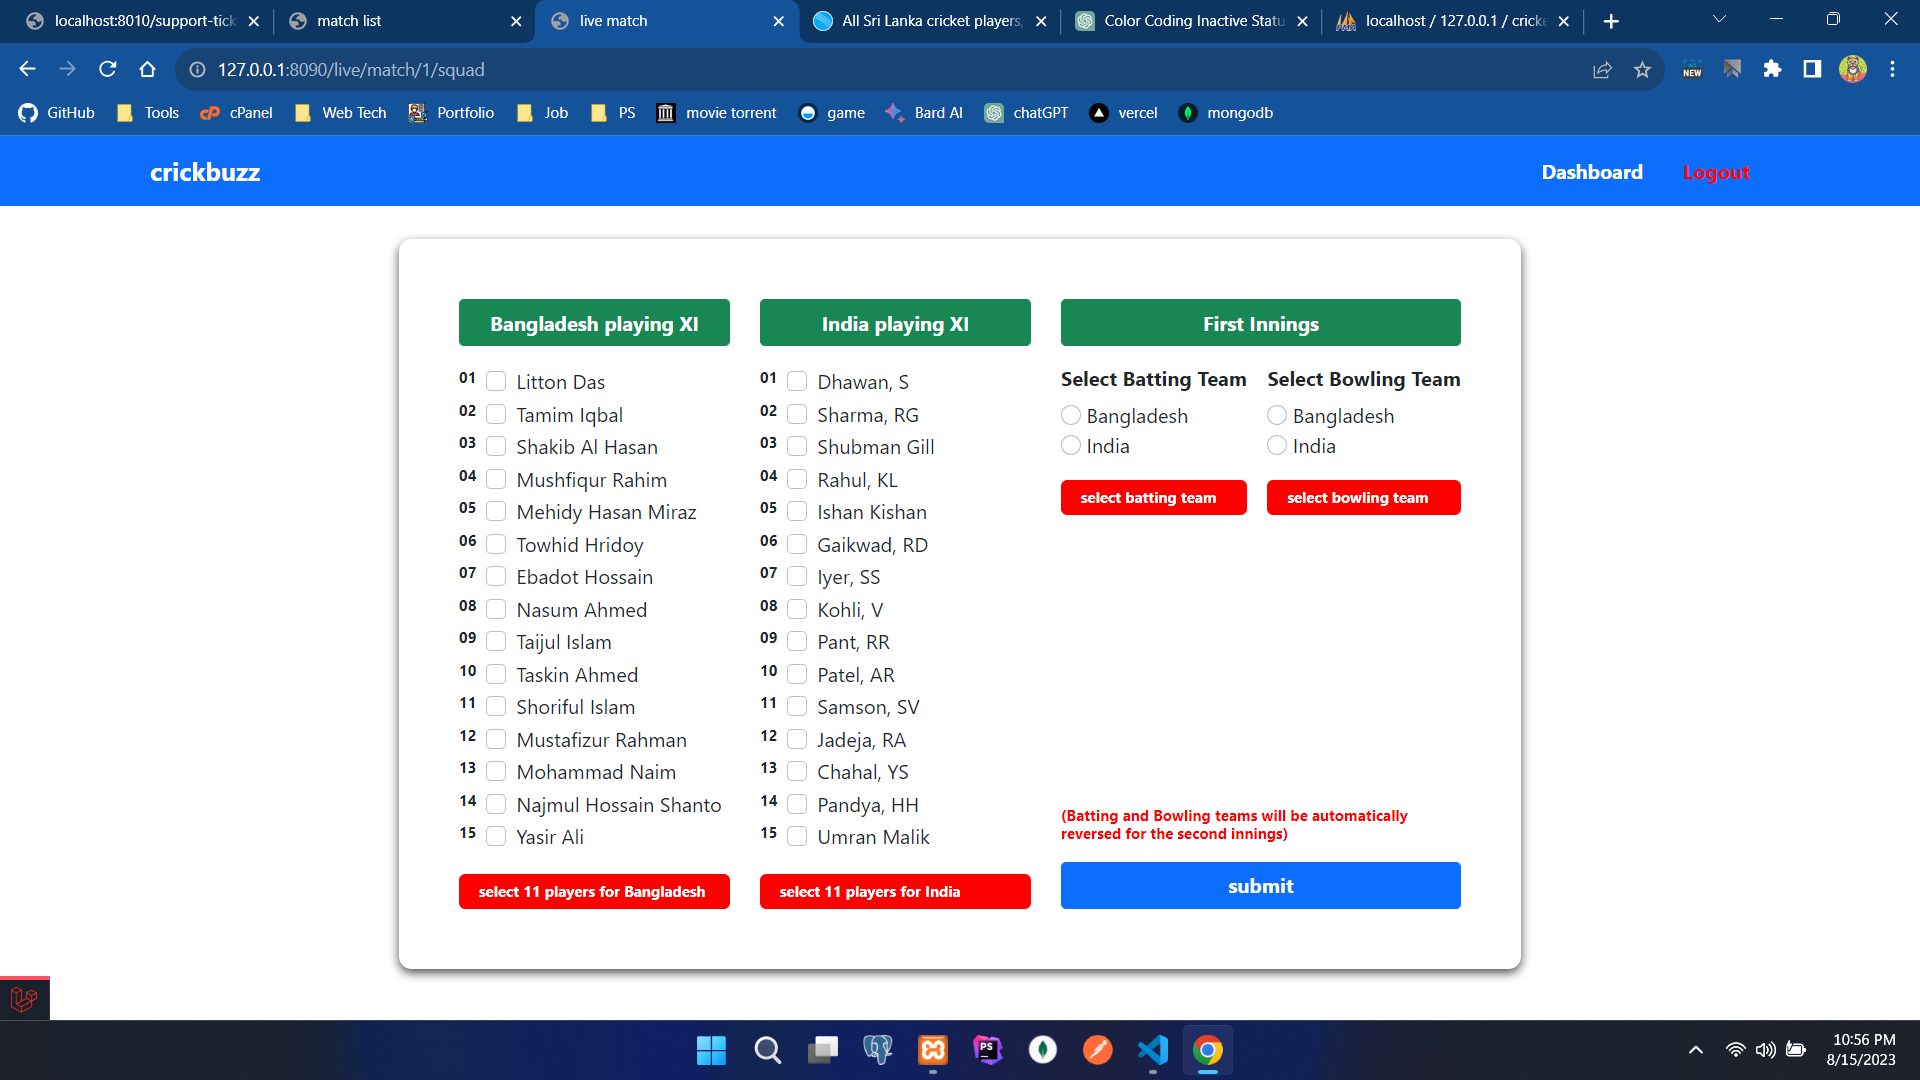 localhost:8010/support-tick
match list
live match
All Sri Lanka cricket players,
Color Coding Inactive Statu
localhost / 127.0.0.1 / cricke
127.0.0.1:8090/live/match/1/squad
NEW
GitHub
Tools
cPanel
Web Tech
Portfolio
Job
PS
movie torrent
game
Bard AI
chatGPT
vercel
mongodb
crickbuzz
Dashboard
Logout
Bangladesh playing XI
01 Litton Das
02 Tamim Iqbal
03 Shakib Al Hasan
04 Mushfiqur Rahim
05 Mehidy Hasan Miraz
06 Towhid Hridoy
07 Ebadot Hossain
08 Nasum Ahmed
09 Taijul Islam
10 Taskin Ahmed
11 Shoriful Islam
12 Mustafizur Rahman
13 Mohammad Naim
14 Najmul Hossain Shanto
15 Yasir Ali
select 11 players for Bangladesh
India playing XI
01 Dhawan, S
02 Sharma, RG
03 Shubman Gill
04 Rahul, KL
05 Ishan Kishan
06 Gaikwad, RD
07 Iyer, SS
08 Kohli, V
09 Pant, RR
10 Patel, AR
11 Samson, SV
12 Jadeja, RA
13 Chahal, YS
14 Pandya, HH
15 Umran Malik
select 11 players for India
First Innings
Select Batting Team
Bangladesh
India
select batting team
Select Bowling Team
Bangladesh
India
select bowling team
(Batting and Bowling teams will be automatically
reversed for the second innings)
submit
PS
10:56 PM
8/15/2023